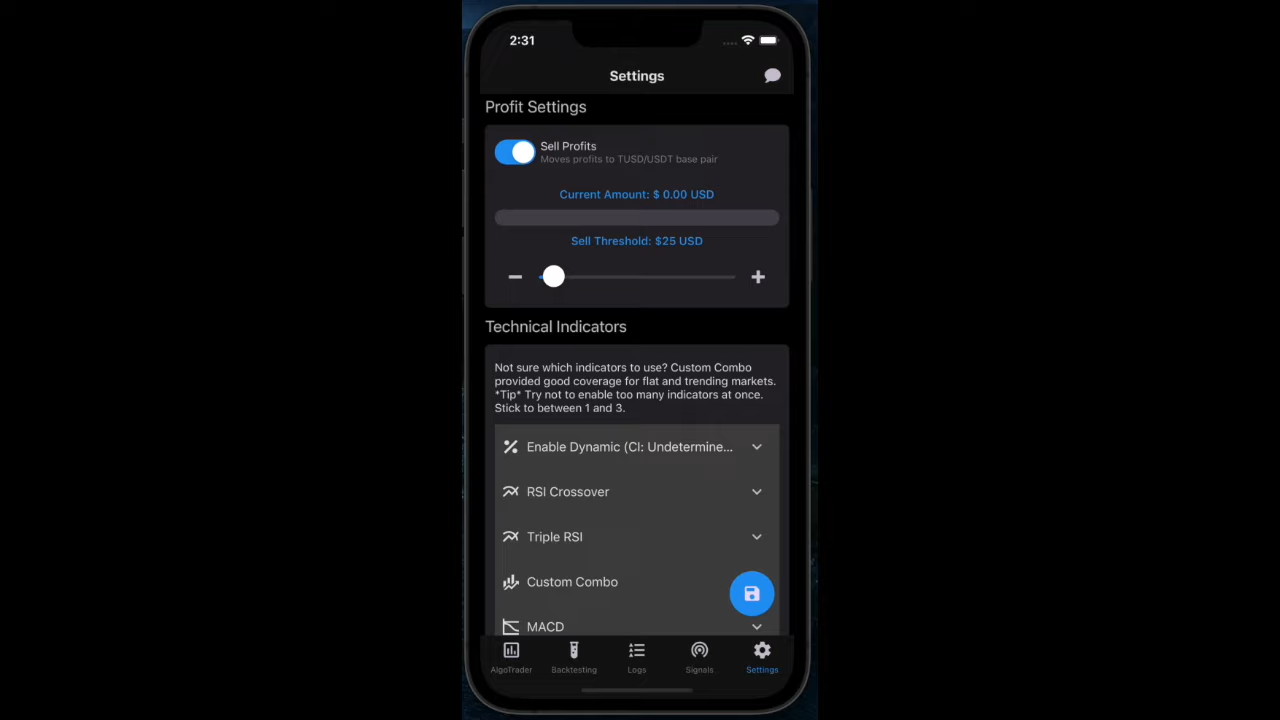 2:31
Settings
Profit Settings
Sell Profits
Moves profits to TUSD/USDT base pair
Current Amount: $ 0.00 USD
Sell Threshold: $25 USD
Technical Indicators
Not sure which indicators to use? Custom Combo
provided good coverage for flat and trending markets.
*Tip* Try not to enable too many indicators at once.
Stick to between 1 and 3.
Enable Dynamic (CI: Undetermine...
RSI Crossover
Triple RSI
Custom Combo
MACD
AlgoTrader Backtesting Logs Signals Settings